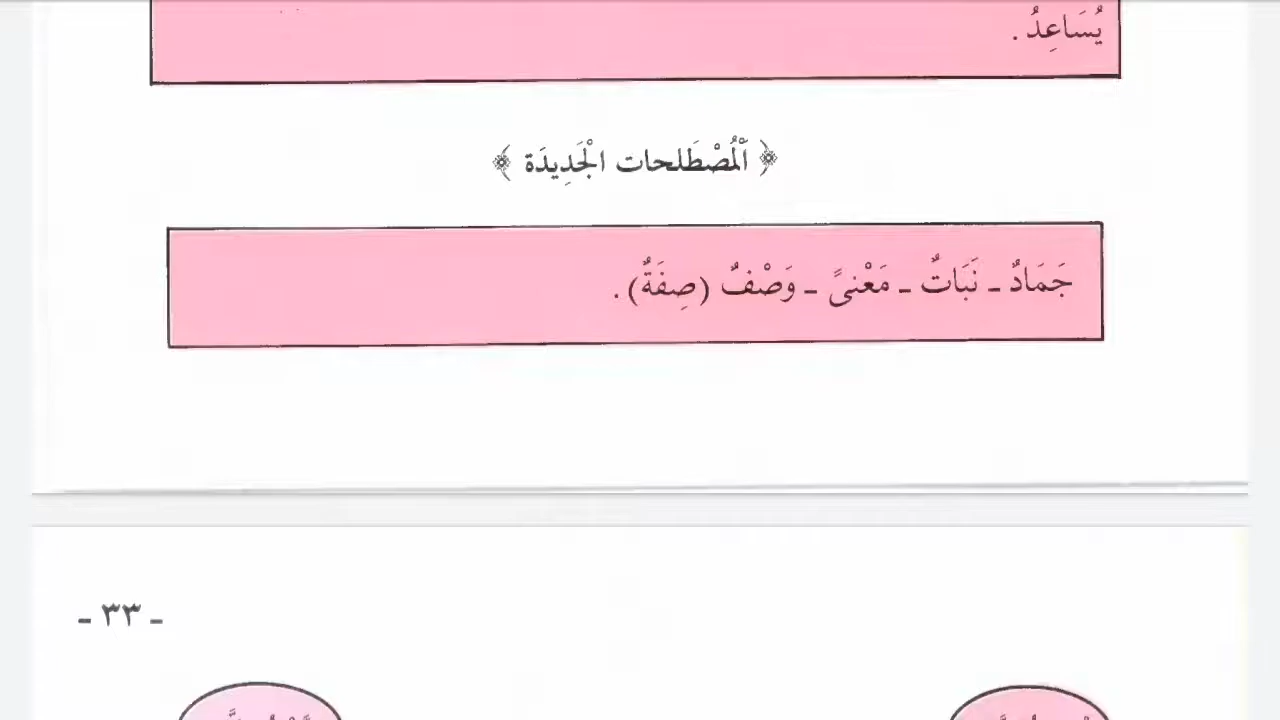 يُسَاعِدُ .
﴿ اَلْمُصْطَلحات الْجَدِيدَة ﴾
جَمَادٌ ـ نَبَاتٌ ـ مَعْنىً ـ وَصْفٌ (صِفَةٌ) .
ـ ٣٣ ـ